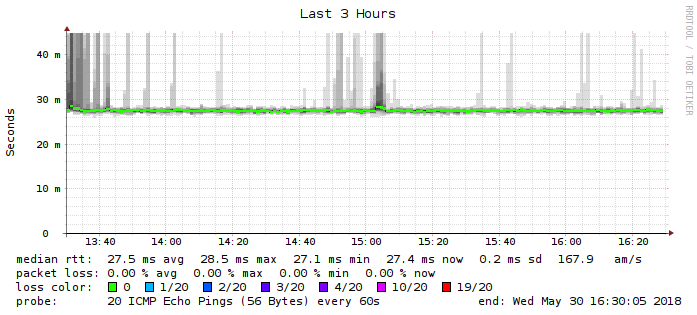 Last 3 Hours
RRDTOOL / TOBI OETIKER
Seconds
40 m
30 m
20 m
10 m
0
13:40 14:00 14:20 14:40 15:00 15:20 15:40 16:00 16:20
median rtt: 27.5 ms avg 28.5 ms max 27.1 ms min 27.4 ms now 0.2 ms sd 167.9 am/s
packet loss: 0.00 % avg 0.00 % max 0.00 % min 0.00 % now
loss color: 0 1/20 2/20 3/20 4/20 10/20 19/20
probe: 20 ICMP Echo Pings (56 Bytes) every 60s end: Wed May 30 16:30:05 2018